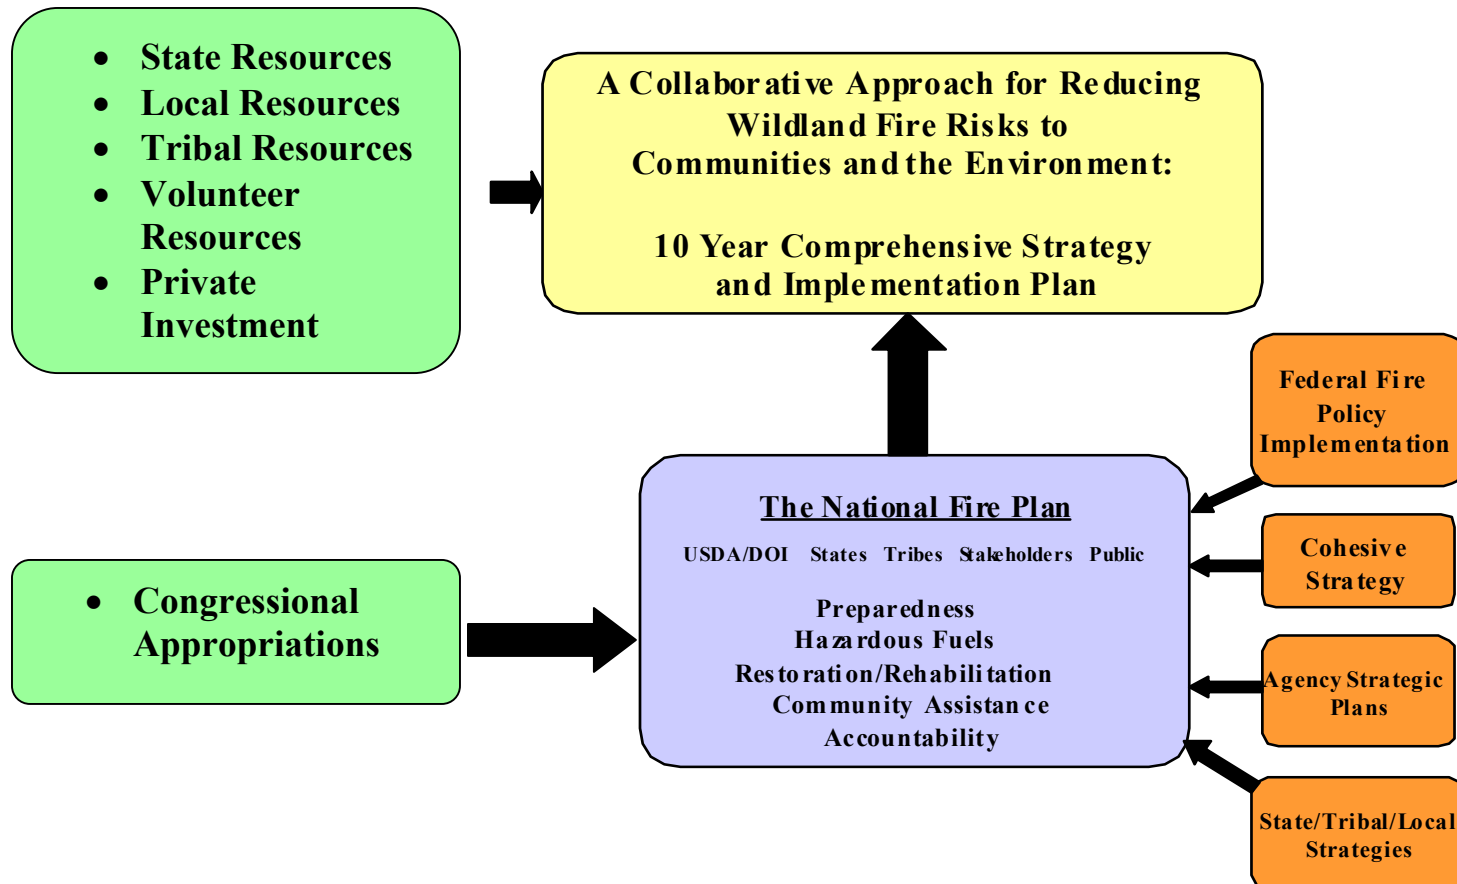 • State Resources
• Local Resources
• Tribal Resources
• Volunteer
Resources
• Private
Investment
A Collaborative Approach for Reducing
Wildland Fire Risks to
Communities and the Environment:
10 Year Comprehensive Strategy
and Implementation Plan
Federal Fire
Policy
Implementation
• Congressional
Appropriations
The National Fire Plan
USDA/DOI States Tribes Stakeholders Public
Preparedness
Hazardous Fuels
Restoration/Rehabilitation
Community Assistance
Accountability
Cohesive
Strategy
Agency Strategic
Plans
State/Tribal/Local
Strategies